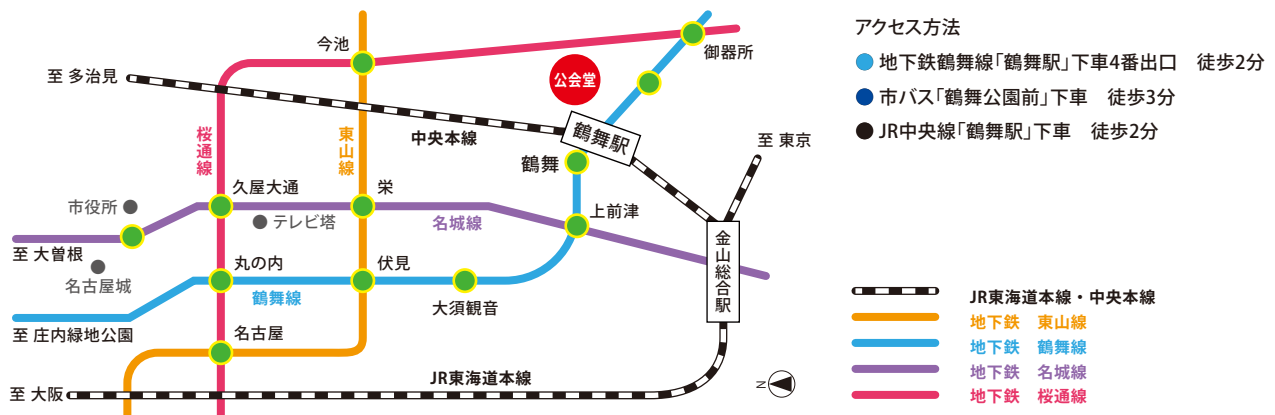 今池
公会堂
御器所
至 多治見
桜通線
東山線
中央本線
鶴舞駅
鶴舞
至 東京
市役所
久屋大通
栄
上前津
テレビ塔
名城線
至 大曽根
名古屋城
丸の内
伏見
金山総合駅
鶴舞線
大須観音
至 庄内緑地公園
名古屋
至 大阪
JR東海道本線
N
アクセス方法
地下鉄鶴舞線「鶴舞駅」下車4番出口　徒歩2分
市バス「鶴舞公園前」下車　徒歩3分
JR中央線「鶴舞駅」下車　徒歩2分
JR東海道本線・中央本線
地下鉄　東山線
地下鉄　鶴舞線
地下鉄　名城線
地下鉄　桜通線